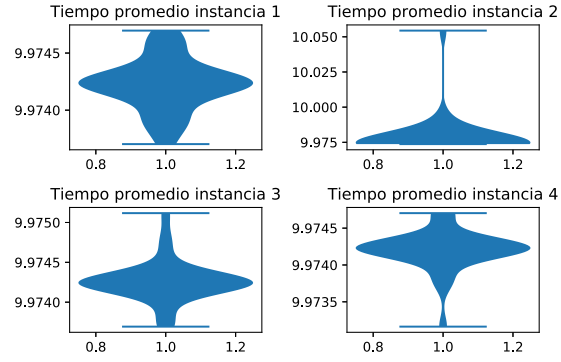 Tiempo promedio instancia 1
9.9745
9.9740
0.8 1.0 1.2
Tiempo promedio instancia 2
10.050
10.025
10.000
9.975
0.8 1.0 1.2
Tiempo promedio instancia 3
9.9750
9.9745
9.9740
0.8 1.0 1.2
Tiempo promedio instancia 4
9.9745
9.9740
9.9735
0.8 1.0 1.2